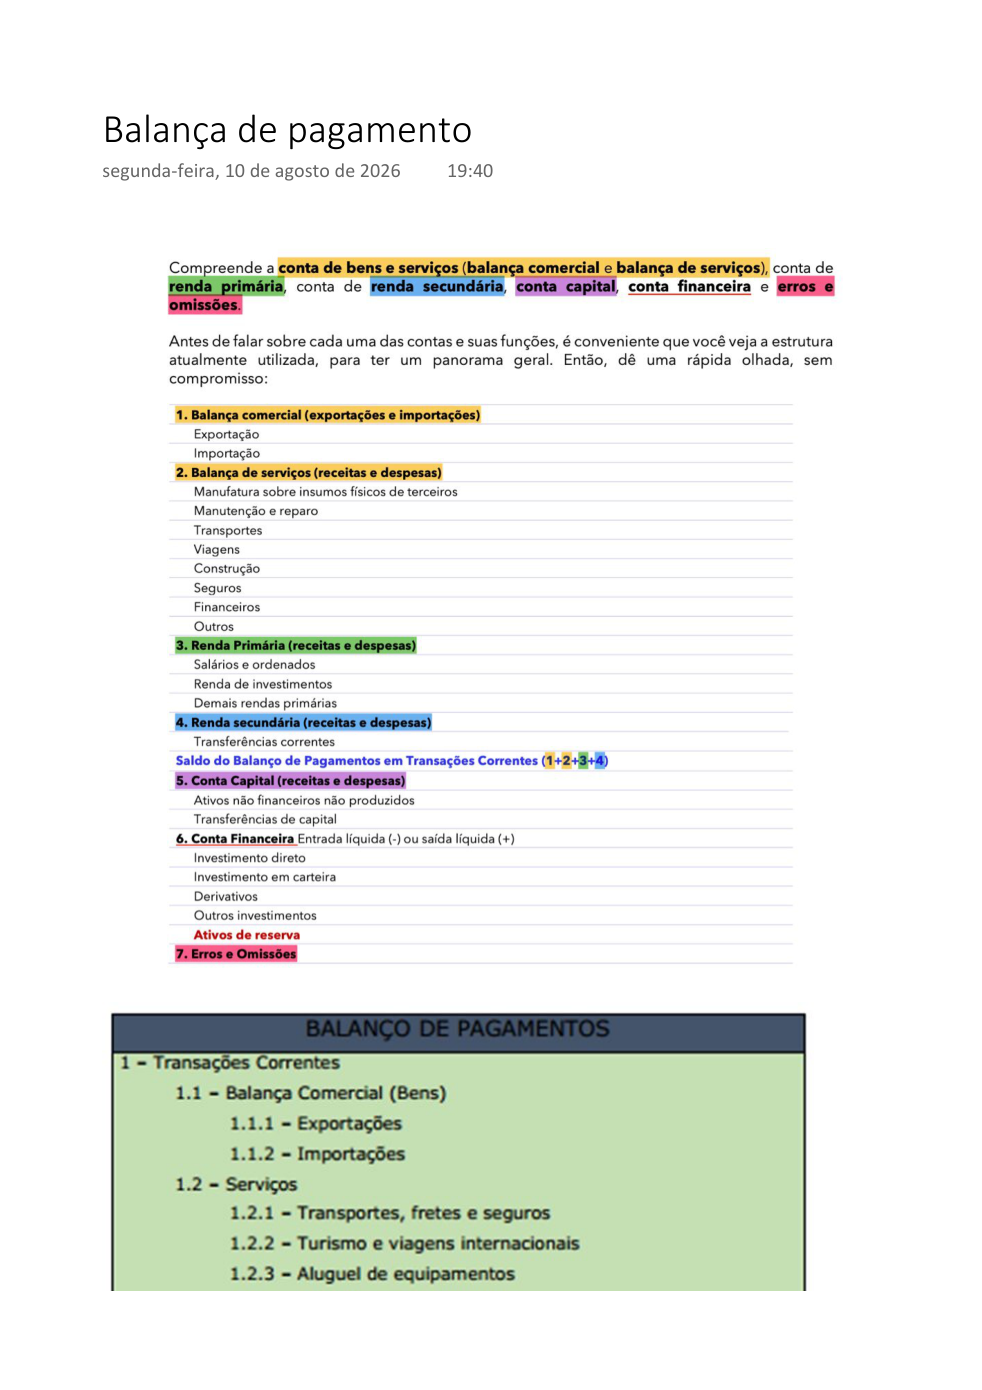 Balança de pagamento
segunda-feira, 10 de agosto de 2026 19:40
Compreende a conta de bens e serviços (balança comercial e balança de serviços), conta de
renda primária, conta de renda secundária, conta capital, conta financeira e erros e
omissões.
Antes de falar sobre cada uma das contas e suas funções, é conveniente que você veja a estrutura
atualmente utilizada, para ter um panorama geral. Então, dê uma rápida olhada, sem
compromisso:
1. Balança comercial (exportações e importações)
Exportação
Importação
2. Balança de serviços (receitas e despesas)
Manufatura sobre insumos físicos de terceiros
Manutenção e reparo
Transportes
Viagens
Construção
Seguros
Financeiros
Outros
3. Renda Primária (receitas e despesas)
Salários e ordenados
Renda de investimentos
Demais rendas primárias
4. Renda secundária (receitas e despesas)
Transferências correntes
Saldo do Balanço de Pagamentos em Transações Correntes (1+2+3+4)
5. Conta Capital (receitas e despesas)
Ativos não financeiros não produzidos
Transferências de capital
6. Conta Financeira Entrada líquida (-) ou saída líquida (+)
Investimento direto
Investimento em carteira
Derivativos
Outros investimentos
Ativos de reserva
7. Erros e Omissões
BALANÇO DE PAGAMENTOS
1 – Transações Correntes
1.1 – Balança Comercial (Bens)
1.1.1 – Exportações
1.1.2 – Importações
1.2 – Serviços
1.2.1 – Transportes, fretes e seguros
1.2.2 – Turismo e viagens internacionais
1.2.3 – Aluguel de equipamentos